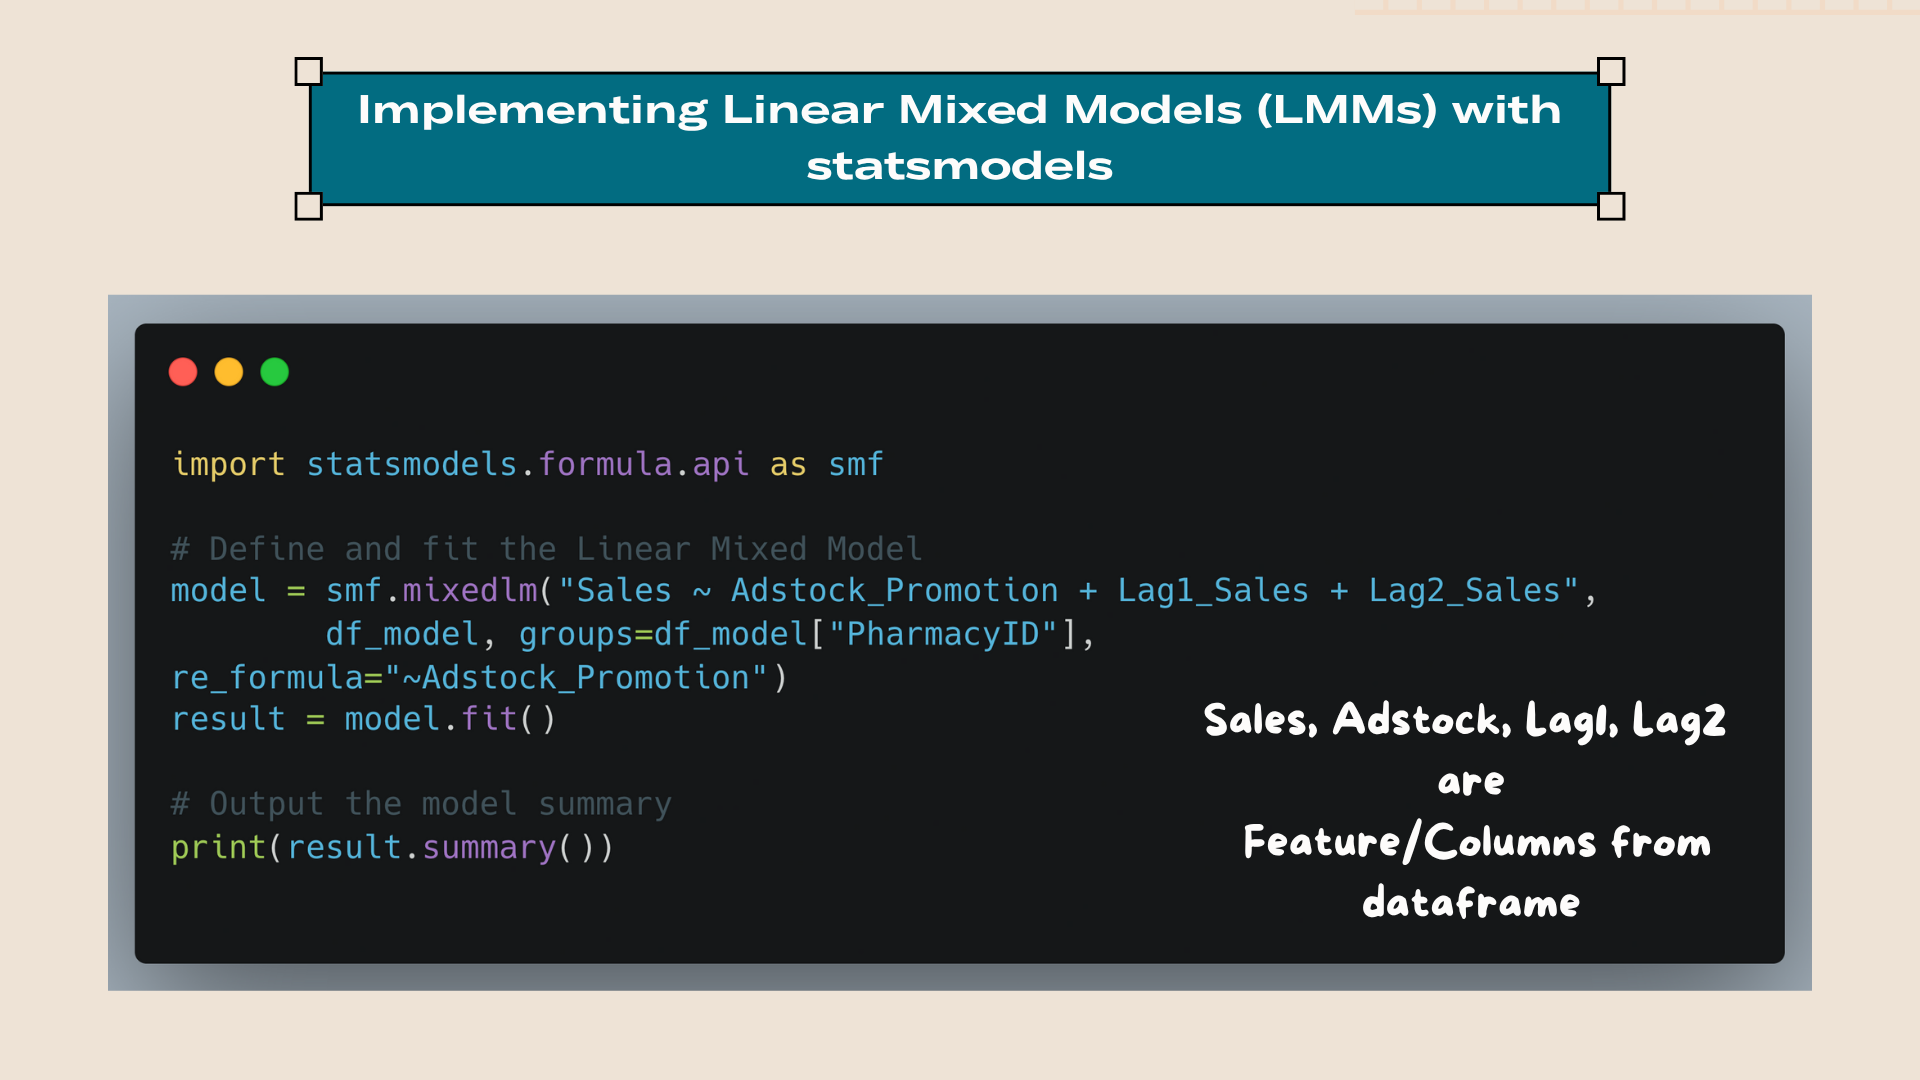 Implementing Linear Mixed Models (LMMs) with
statsmodels
import statsmodels.formula.api as smf
# Define and fit the Linear Mixed Model
model = smf.mixedlm("Sales ~ Adstock_Promotion + Lag1_Sales + Lag2_Sales",
        df_model, groups=df_model["PharmacyID"],
re_formula="~Adstock_Promotion")
result = model.fit()
# Output the model summary
print(result.summary())
Sales, Adstock, Lag1, Lag2
are
Feature/Columns from
dataframe